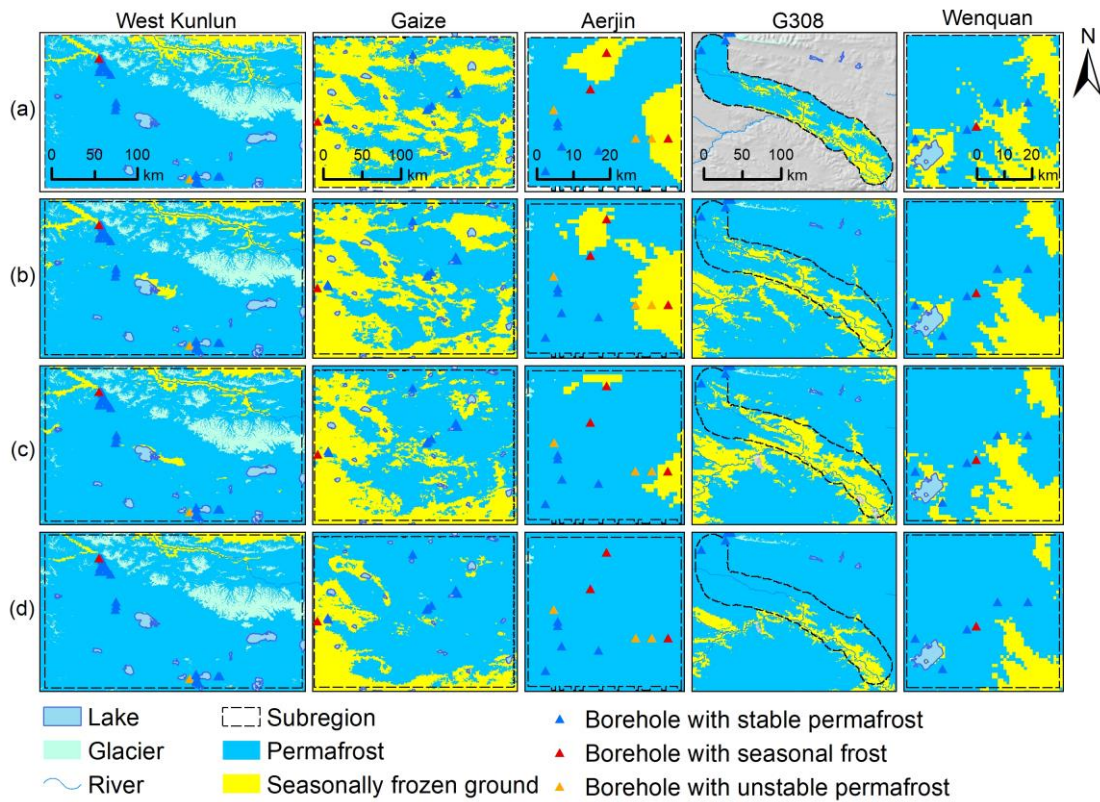 West Kunlun Gaize Aerjin G308 Wenquan
N
(a)
0 50 100
km
0 50 100
km
0 10 20
km
0 50 100
km
0 10 20
km
(b)
(c)
(d)
Lake Subregion Borehole with stable permafrost
Glacier Permafrost Borehole with seasonal frost
River Seasonally frozen ground Borehole with unstable permafrost